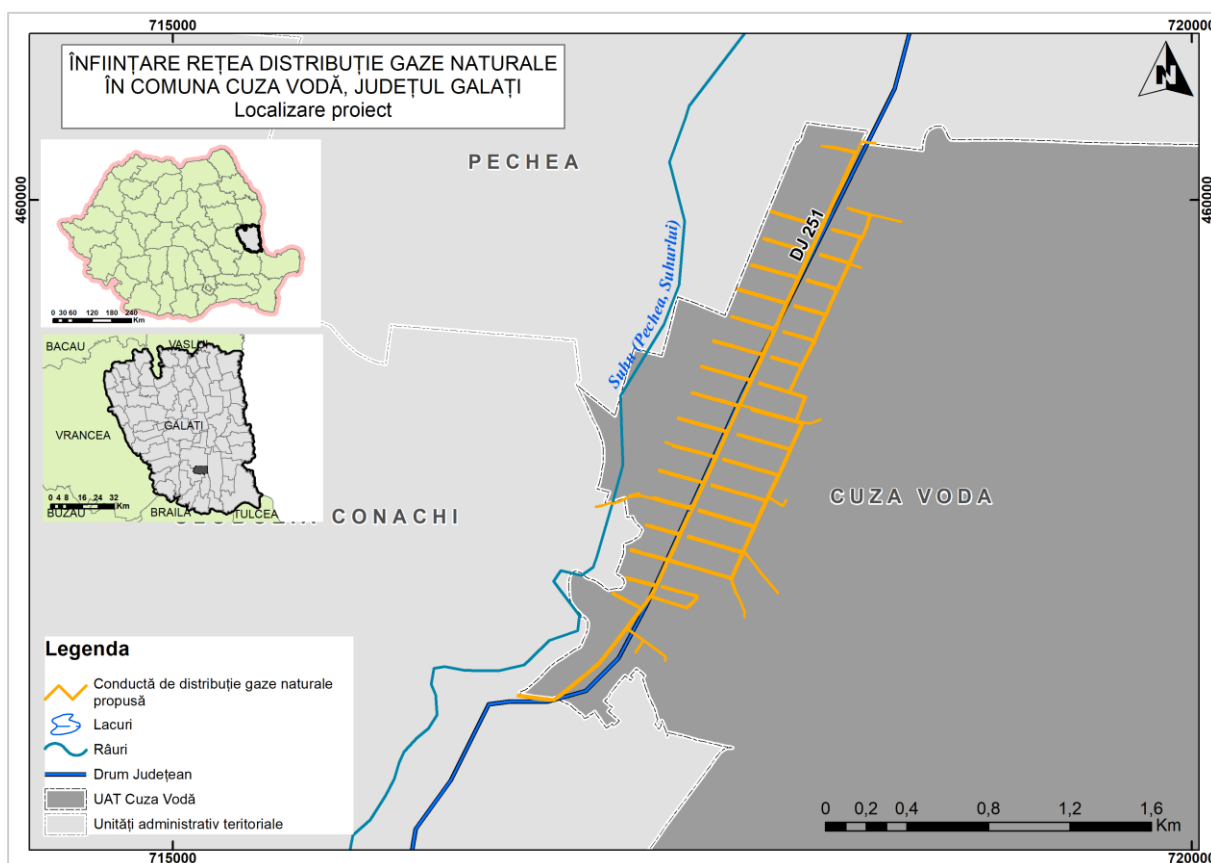 715000
720000
ÎNFIINȚARE REȚEA DISTRIBUȚIE GAZE NATURALE
ÎN COMUNA CUZA VODĂ, JUDEȚUL GALAȚI
Localizare proiect
N
PECHEA
460000
460000
DJ 251
Suhu (Pechea, Suhurlui)
0 30 60 120 180 240
Km
BACAU
VRANCEA
GALATI
0 4 8 16 24 32
Km
BUZAU
BRAILA
TULCEA
CONACHI
CUZA VODA
Legenda
Conductă de distribuție gaze naturale
propusă
Lacuri
Râuri
Drum Județean
UAT Cuza Vodă
Unități administrativ teritoriale
0 0,2 0,4 0,8 1,2 1,6
Km
715000
720000